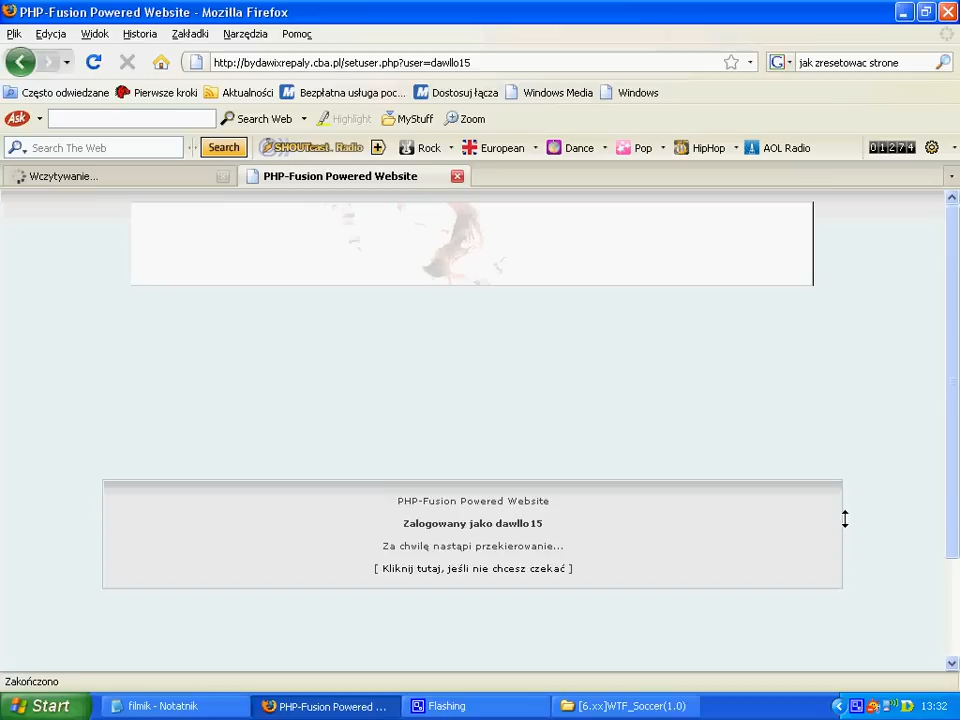 PHP-Fusion Powered Website - Mozilla Firefox
Plik Edycja Widok Historia Zakładki Narzędzia Pomoc
http://bydawixrepaly.cba.pl/setuser.php?user=dawllo15
jak zresetowac strone
Często odwiedzane Pierwsze kroki Aktualności Bezpłatna usługa poc... Dostosuj łącza Windows Media Windows
Ask Search Web Highlight MyStuff Zoom
Search The Web Search SHOUTcast Radio Rock European Dance Pop HipHop AOL Radio 01274
Wczytywanie... PHP-Fusion Powered Website
PHP-Fusion Powered Website
Zalogowany jako dawllo15
Za chwilę nastąpi przekierowanie...
[ Kliknij tutaj, jeśli nie chcesz czekać ]
Zakończono
Start filmik - Notatnik PHP-Fusion Powered ... Flashing [6.xx]WTF_Soccer(1.0) 13:32